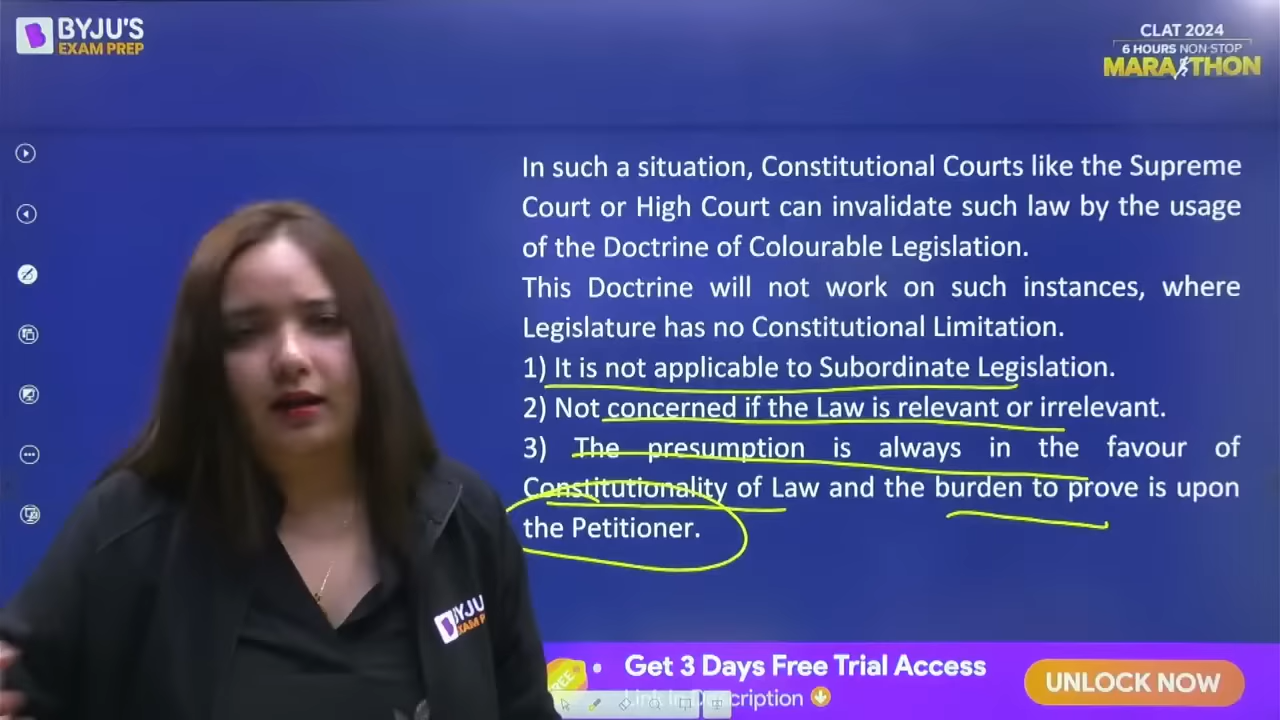 BYJU'S
EXAM PREP
CLAT 2024
6 HOURS NON-STOP
MARATHON
In such a situation, Constitutional Courts like the Supreme
Court or High Court can invalidate such law by the usage
of the Doctrine of Colourable Legislation.
This Doctrine will not work on such instances, where
Legislature has no Constitutional Limitation.
1) It is not applicable to Subordinate Legislation.
2) Not concerned if the Law is relevant or irrelevant.
3) The presumption is always in the favour of
Constitutionality of Law and the burden to prove is upon
the Petitioner.
BYJU
EXAM P
Get 3 Days Free Trial Access
Link In Description
UNLOCK NOW